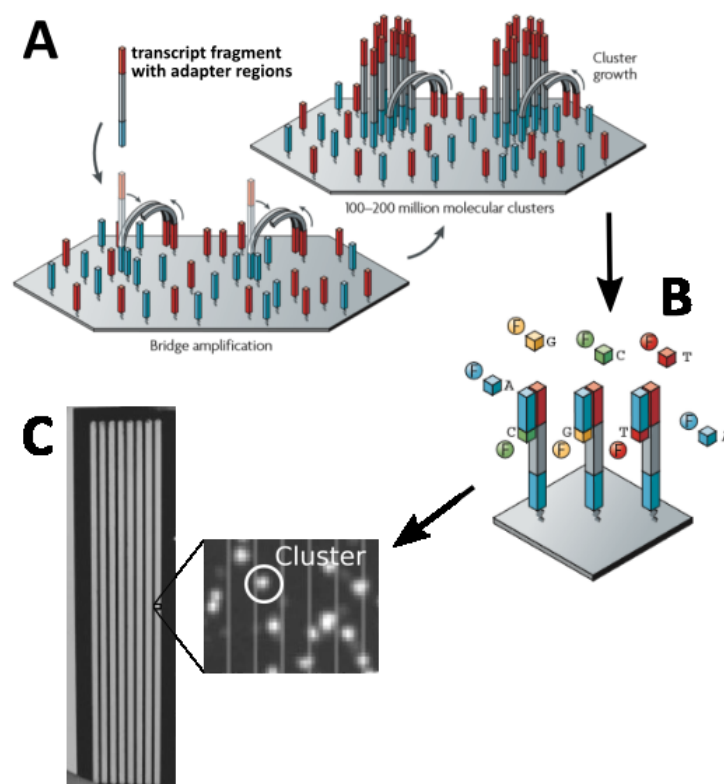 A
transcript fragment
with adapter regions
Cluster
growth
100–200 million molecular clusters
Bridge amplification
B
F
G
F
C
F
T
F
A
C
F
G
F
T
F
F
A
C
Cluster